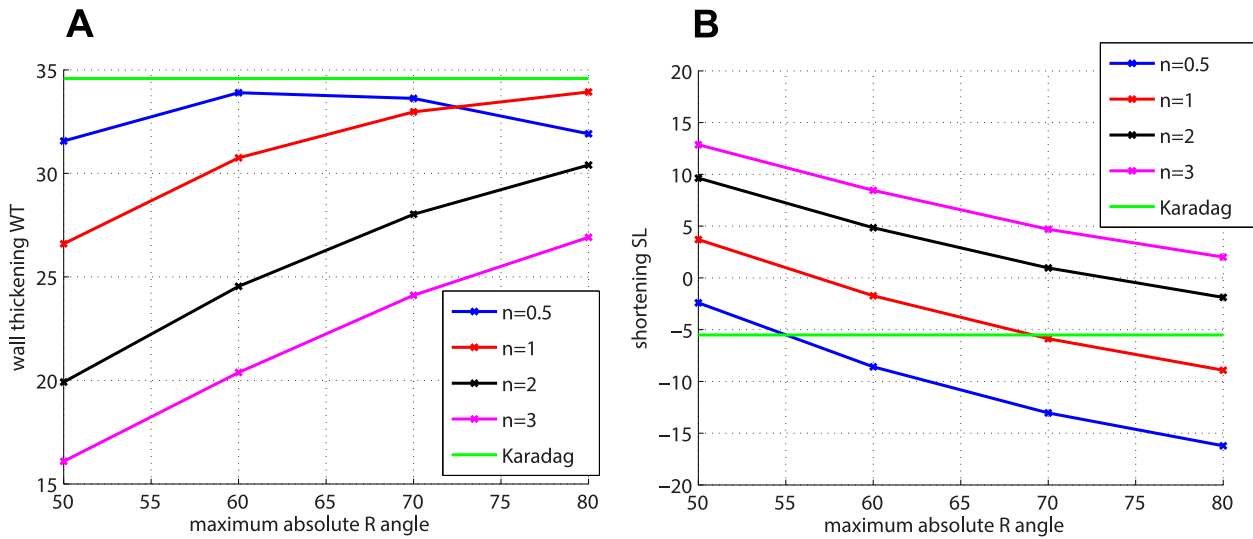 A
35
30
25
20
15
wall thickening WT
50 55 60 65 70 75 80
maximum absolute R angle
n=0.5
n=1
n=2
n=3
Karadag
B
20
15
10
5
0
−5
−10
−15
−20
shortening SL
50 55 60 65 70 75 80
maximum absolute R angle
n=0.5
n=1
n=2
n=3
Karadag